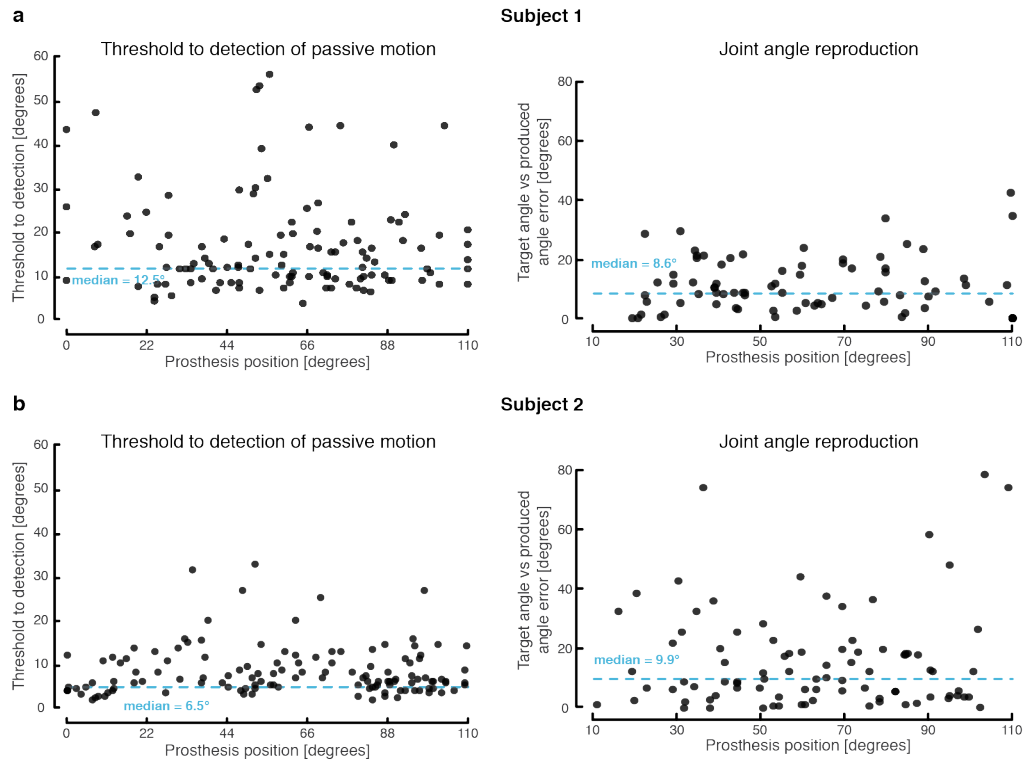 a
Subject 1
Threshold to detection of passive motion
Threshold to detection [degrees]
60
50
40
30
20
10
0
median = 12.5°
0 22 44 66 88 110
Prosthesis position [degrees]
Joint angle reproduction
Target angle vs produced
angle error [degrees]
80
60
40
20
0
median = 8.6°
10 30 50 70 90 110
Prosthesis position [degrees]
b
Subject 2
Threshold to detection of passive motion
Threshold to detection [degrees]
60
50
40
30
20
10
0
median = 6.5°
0 22 44 66 88 110
Prosthesis position [degrees]
Joint angle reproduction
Target angle vs produced
angle error [degrees]
80
60
40
20
0
median = 9.9°
10 30 50 70 90 110
Prosthesis position [degrees]